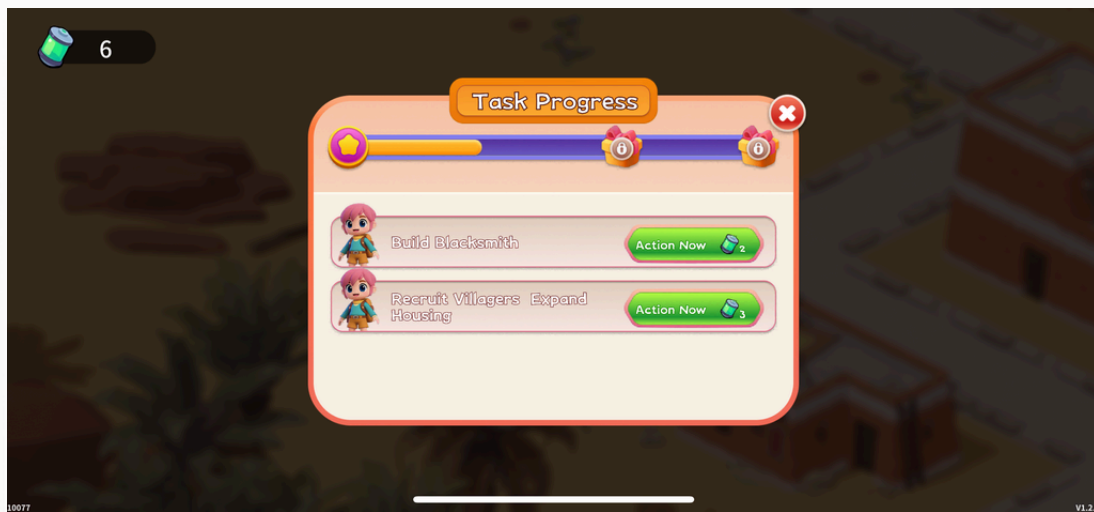 6
Task Progress
Build Blacksmith
Action Now 2
Recruit Villagers Expand
Housing
Action Now 3
10077
V1.2